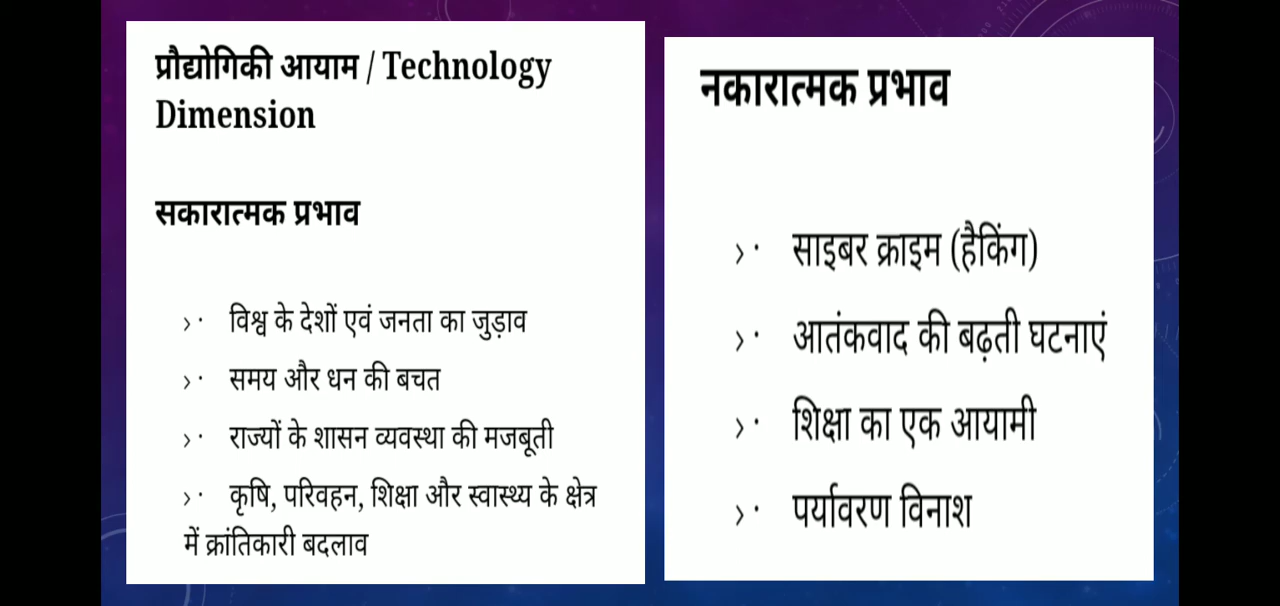 प्रौद्योगिकी आयाम / Technology
Dimension
सकारात्मक प्रभाव
›· विश्व के देशों एवं जनता का जुड़ाव
›· समय और धन की बचत
›· राज्यों के शासन व्यवस्था की मजबूती
›· कृषि, परिवहन, शिक्षा और स्वास्थ्य के क्षेत्र
में क्रांतिकारी बदलाव
नकारात्मक प्रभाव
›· साइबर क्राइम (हैकिंग)
›· आतंकवाद की बढ़ती घटनाएं
›· शिक्षा का एक आयामी
›· पर्यावरण विनाश